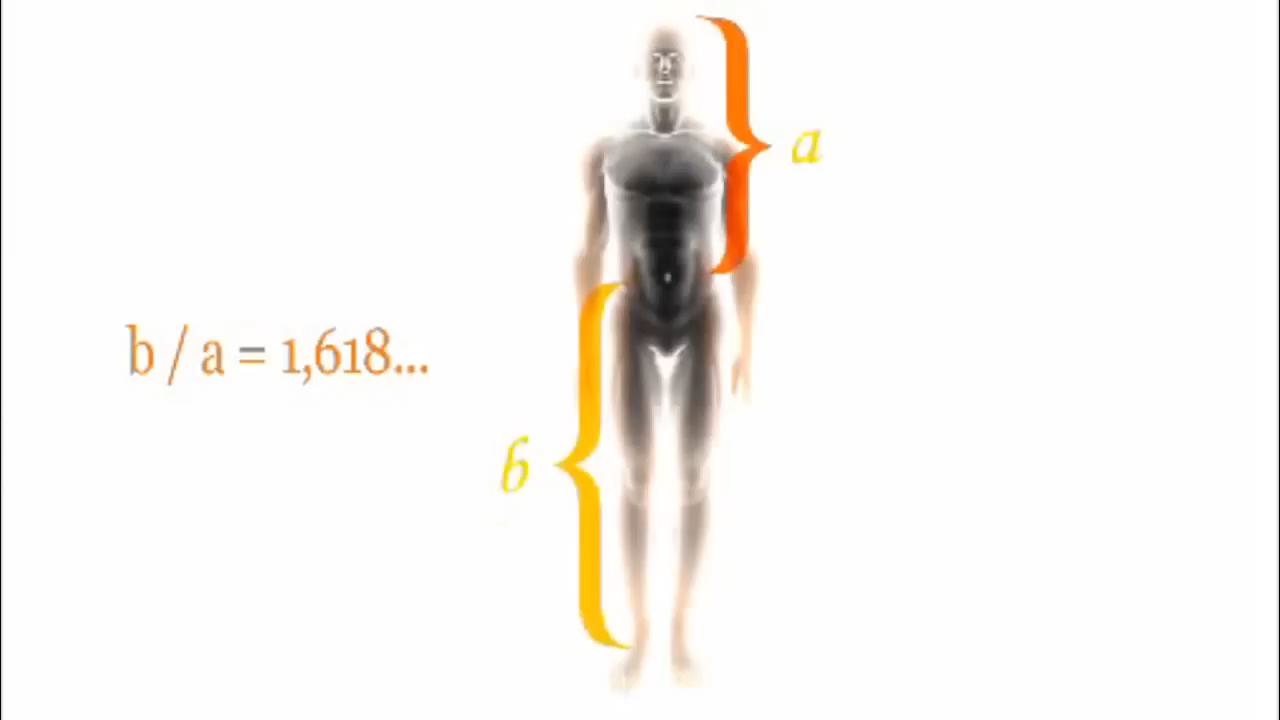 a
b / a = 1,618...
b